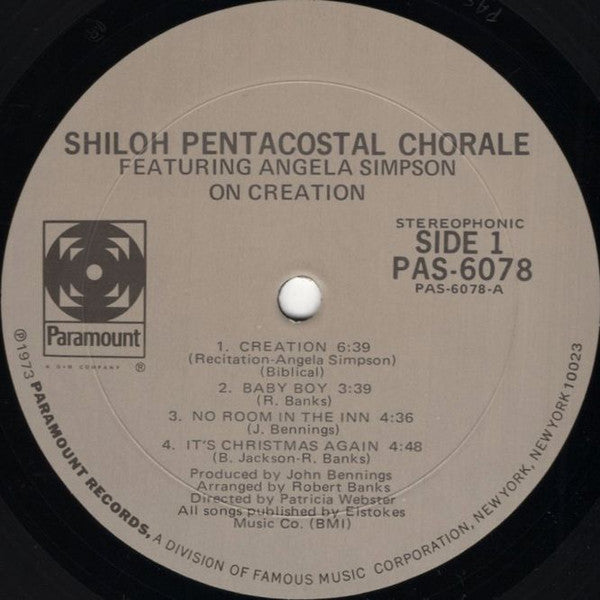 SHILOH PENTACOSTAL CHORALE
FEATURING ANGELA SIMPSON
ON CREATION
STEREOPHONIC
SIDE 1
PAS-6078
PAS-6078-A
Paramount
A G+W COMPANY ®
1. CREATION 6:39
(Recitation-Angela Simpson)
(Biblical)
2. BABY BOY 3:39
(R. Banks)
3. NO ROOM IN THE INN 4:36
(J. Bennings)
4. IT'S CHRISTMAS AGAIN 4:48
(B. Jackson-R. Banks)
Produced by John Bennings
Arranged by Robert Banks
Directed by Patricia Webster
All songs published by Eistokes
Music Co. (BMI)
℗1973 PARAMOUNT RECORDS, A DIVISION OF FAMOUS MUSIC CORPORATION, NEW YORK, NEW YORK 10023